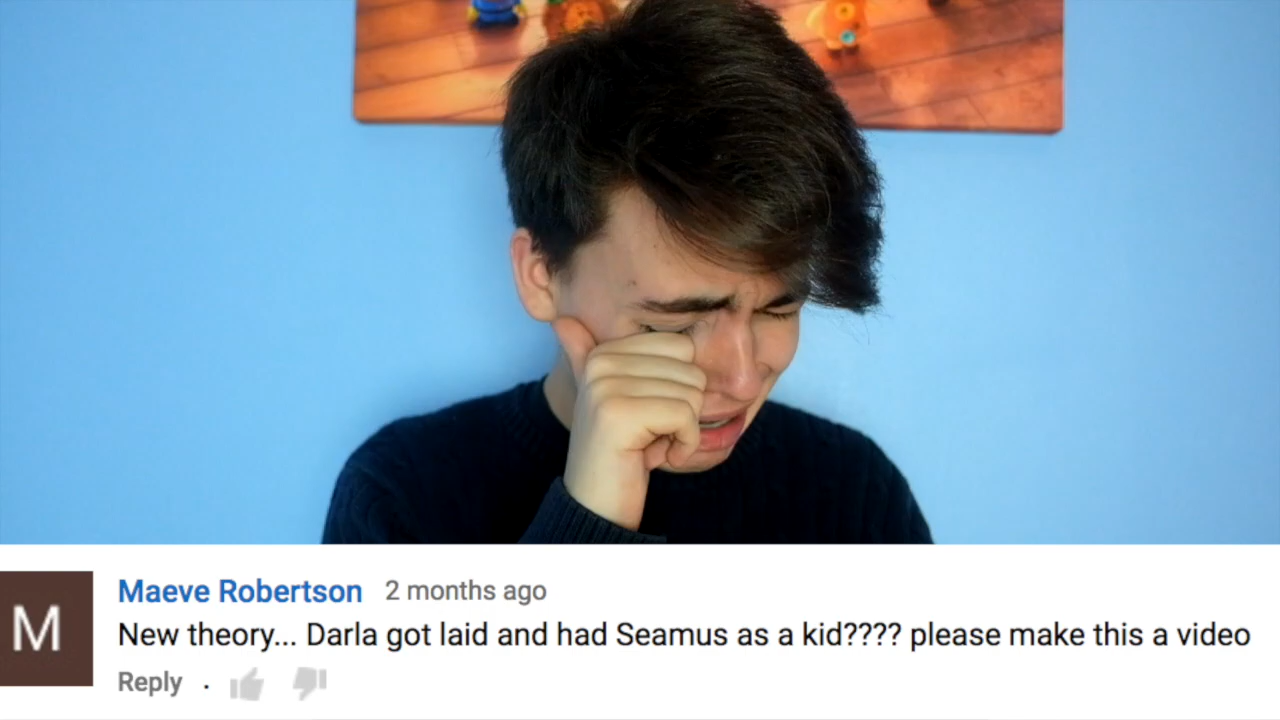 M
Maeve Robertson 2 months ago
New theory... Darla got laid and had Seamus as a kid???? please make this a video
Reply ·